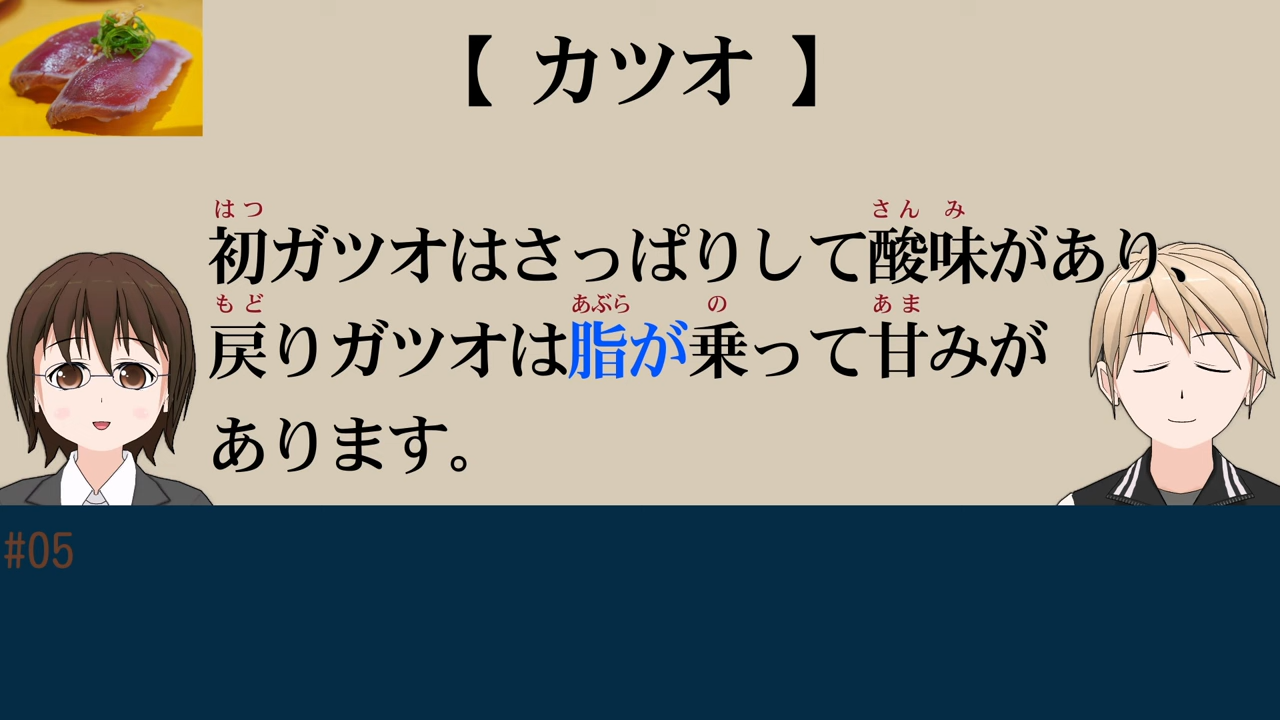 【 カツオ 】
はつ さん み
初ガツオはさっぱりして酸味があり、
もど あぶら の あま
戻りガツオは脂が乗って甘みが
あります。
#05